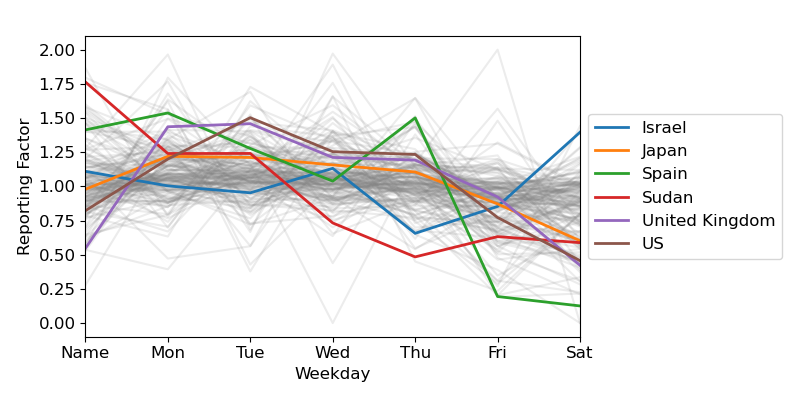 2.00
1.75
1.50
1.25
1.00
0.75
0.50
0.25
0.00
Reporting Factor
Name Mon Tue Wed Thu Fri Sat
Weekday
Israel
Japan
Spain
Sudan
United Kingdom
US